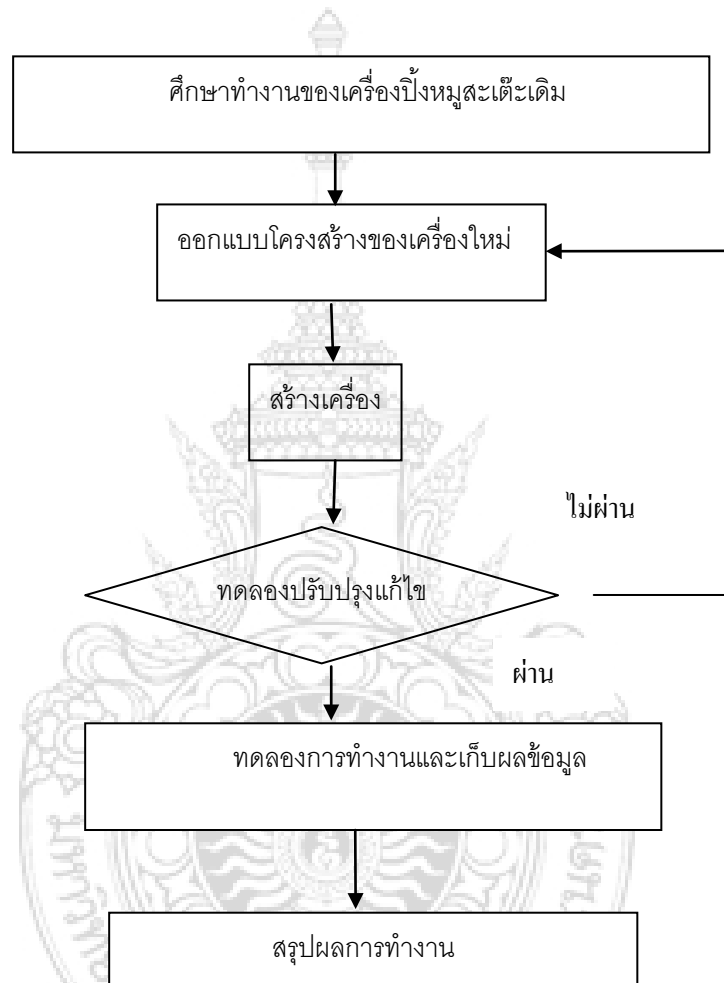 ศึกษาทำงานของเครื่องปิ้งหมูสะเต๊ะเดิม
ออกแบบโครงสร้างของเครื่องใหม่
สร้างเครื่อง
ไม่ผ่าน
ทดลองปรับปรุงแก้ไข
ผ่าน
ทดลองการทำงานและเก็บผลข้อมูล
สรุปผลการทำงาน